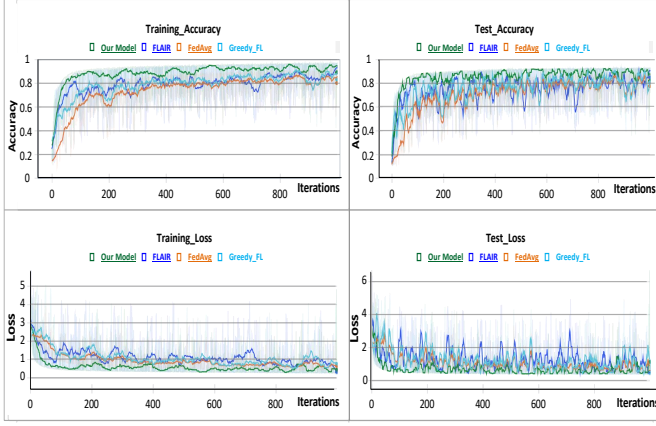 Training_Accuracy
Our Model FLAIR FedAvg Greedy_FL
1
0.8
0.6
0.4
0.2
0
Accuracy
0 200 400 600 800 Iterations
Test_Accuracy
Our Model FLAIR FedAvg Greedy_FL
1
0.8
0.6
0.4
0.2
0
Accuracy
0 200 400 600 800 Iterations
Training_Loss
Our Model FLAIR FedAvg Greedy_FL
5
4
3
2
1
0
Loss
0 200 400 600 800 Iterations
Test_Loss
Our Model FLAIR FedAvg Greedy_FL
6
4
2
0
Loss
0 200 400 600 800 Iterations